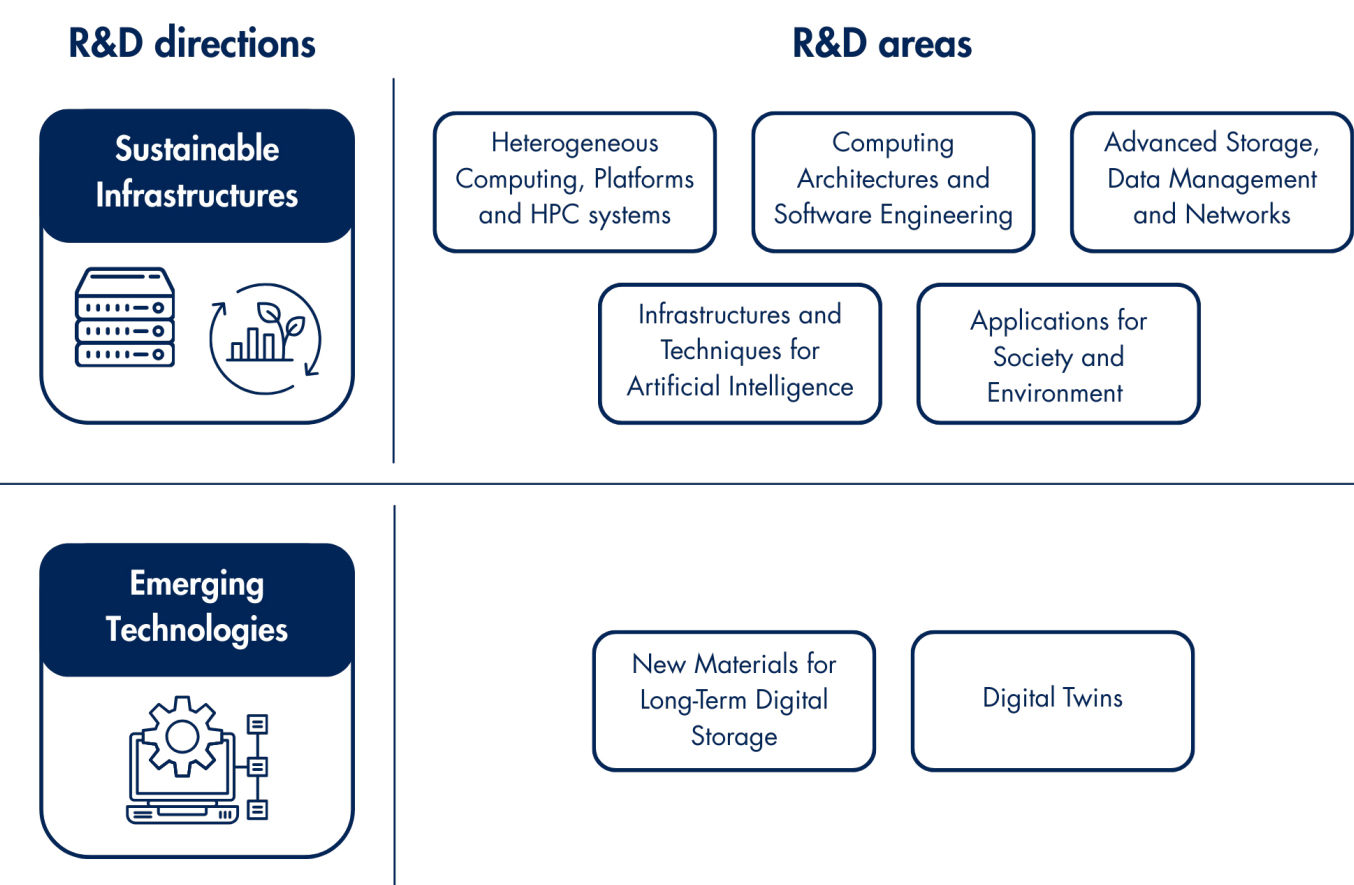 R&D directions
R&D areas
Sustainable
Infrastructures
Heterogeneous
Computing, Platforms
and HPC systems
Computing
Architectures and
Software Engineering
Advanced Storage,
Data Management
and Networks
Infrastructures and
Techniques for
Artificial Intelligence
Applications for
Society and
Environment
Emerging
Technologies
New Materials for
Long-Term Digital
Storage
Digital Twins